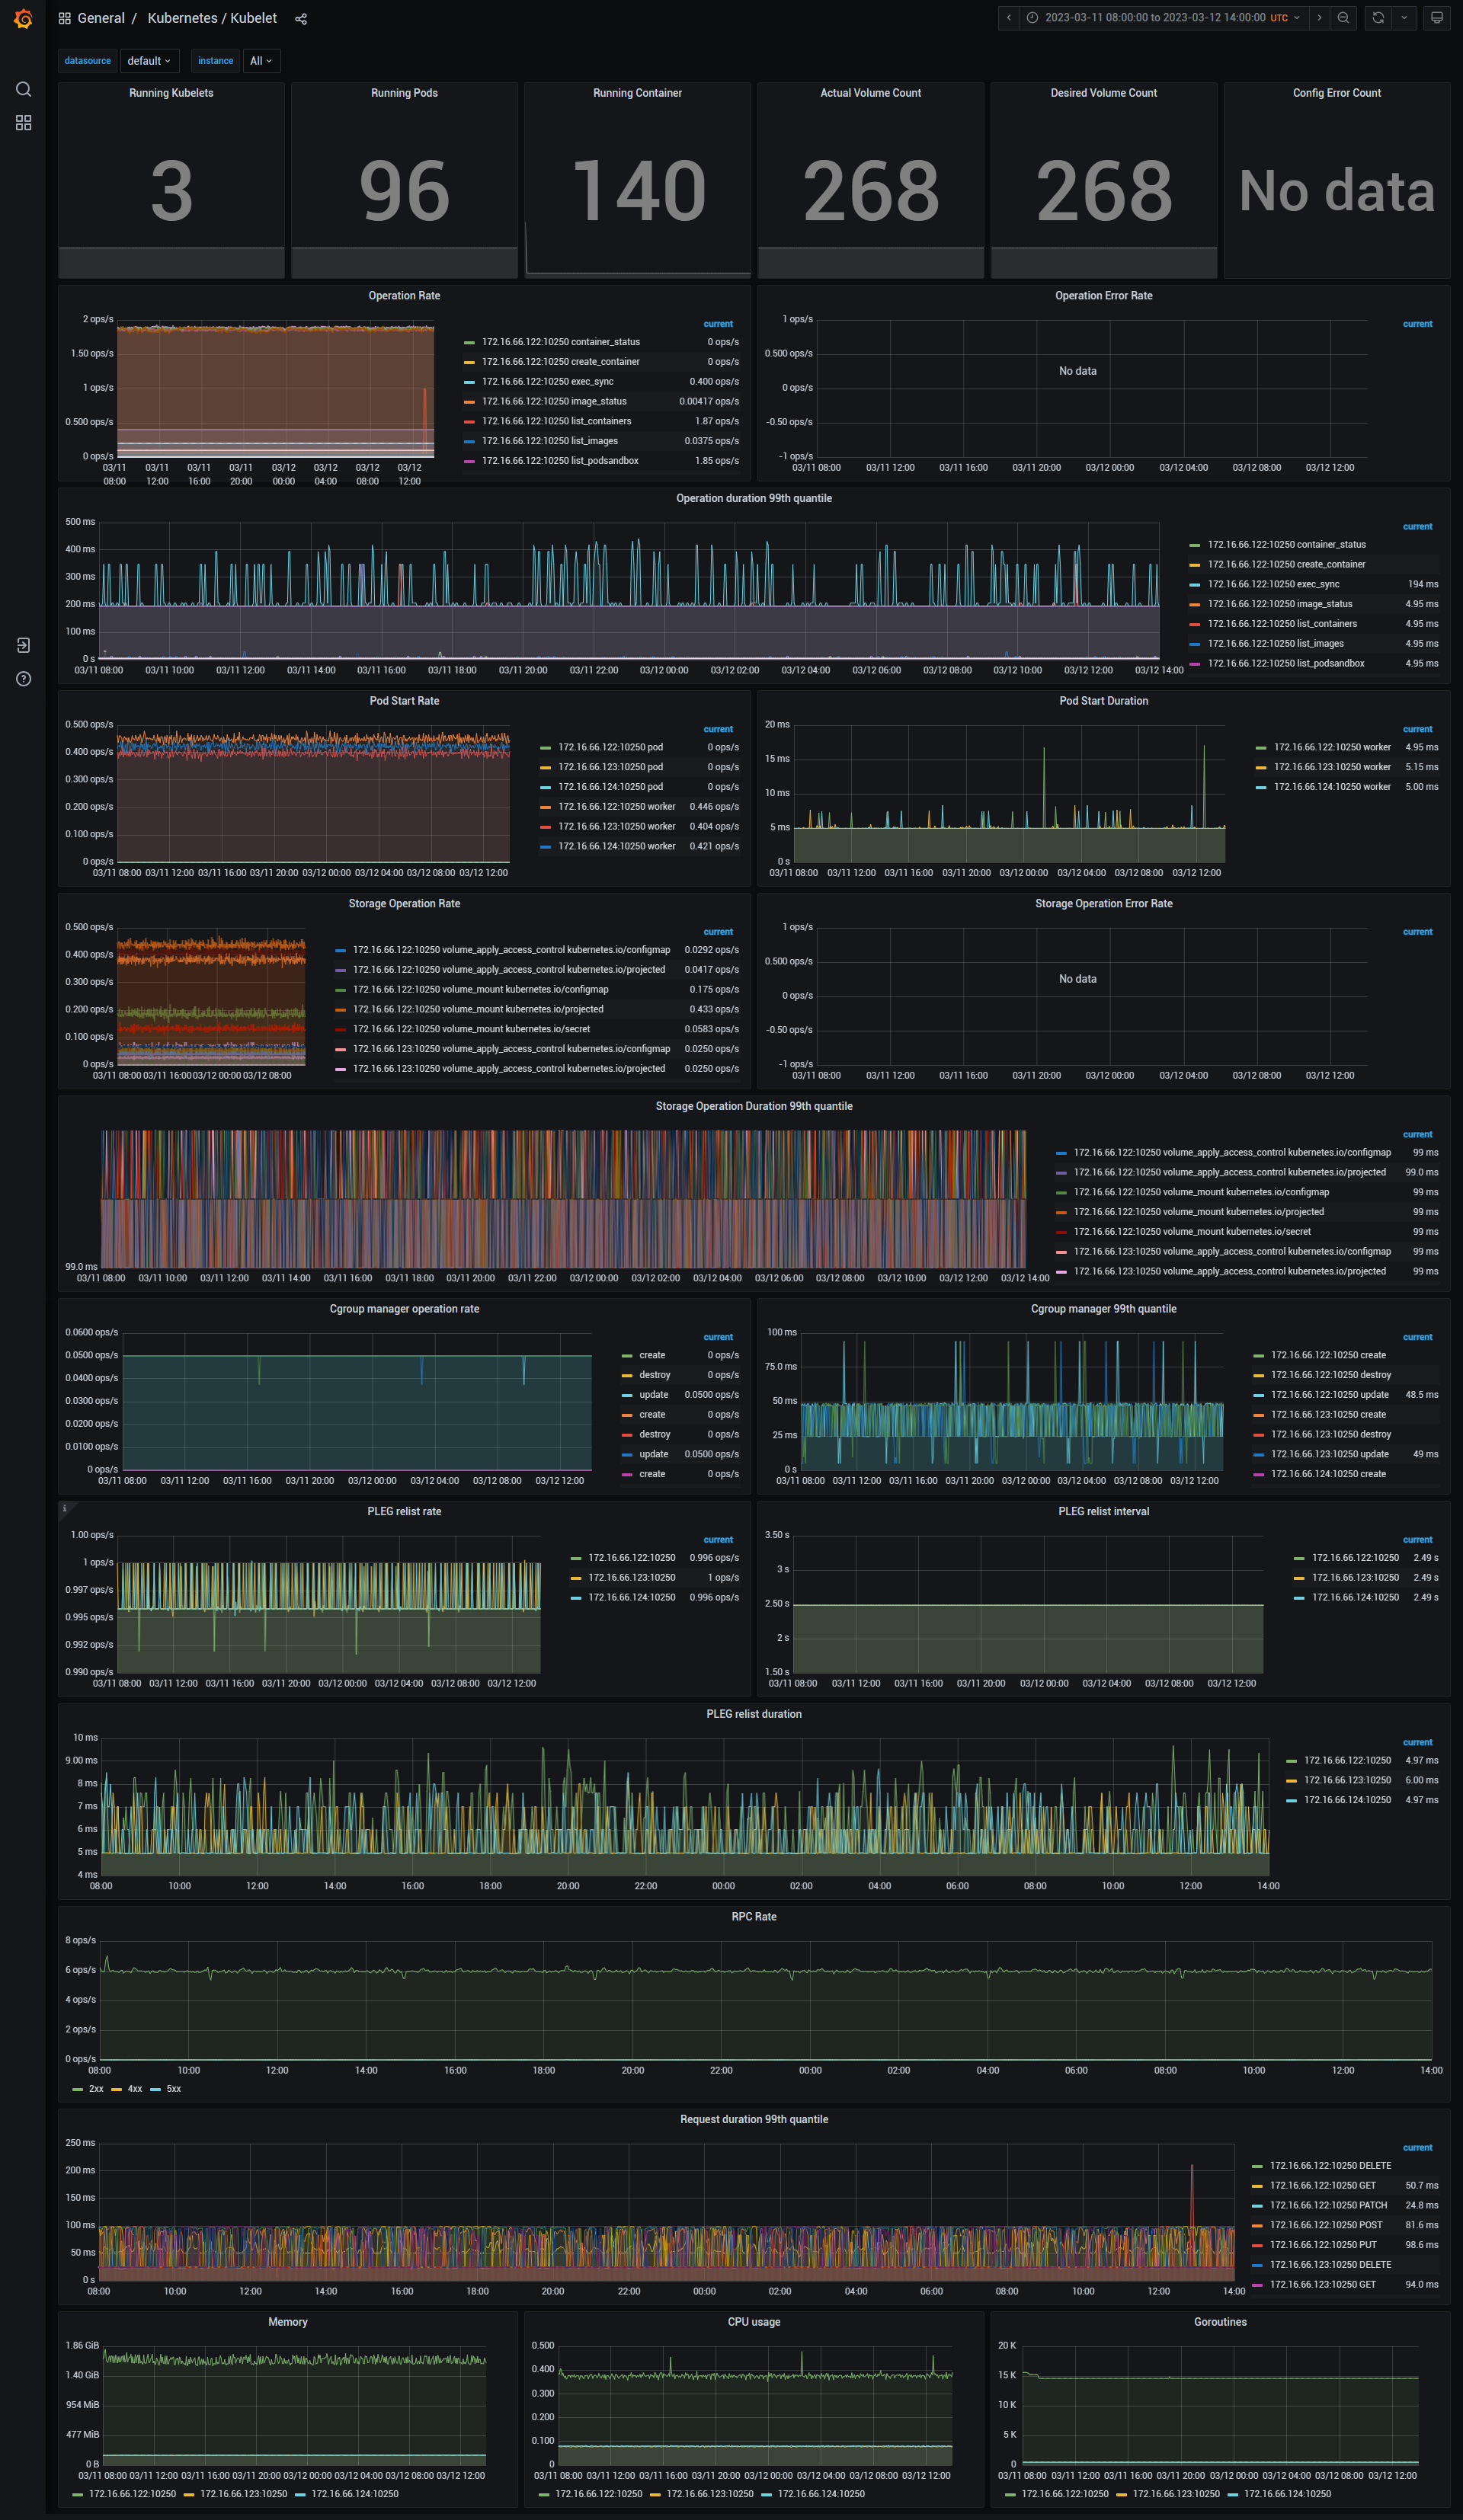 General / Kubernetes / Kubelet
2023-03-11 08:00:00 to 2023-03-12 14:00:00 UTC
datasource default instance All
Running Kubelets
3
Running Pods
96
Running Container
140
Actual Volume Count
268
Desired Volume Count
268
Config Error Count
No data
Operation Rate
2 ops/s
1.50 ops/s
1 ops/s
0.500 ops/s
0 ops/s
03/11 03/11 03/11 03/11 03/12 03/12 03/12 03/12
08:00 12:00 16:00 20:00 00:00 04:00 08:00 12:00
current
172.16.66.122:10250 container_status 0 ops/s
172.16.66.122:10250 create_container 0 ops/s
172.16.66.122:10250 exec_sync 0.400 ops/s
172.16.66.122:10250 image_status 0.00417 ops/s
172.16.66.122:10250 list_containers 1.87 ops/s
172.16.66.122:10250 list_images 0.0375 ops/s
172.16.66.122:10250 list_podsandbox 1.85 ops/s
Operation Error Rate
1 ops/s
0.500 ops/s
0 ops/s
-0.50 ops/s
-1 ops/s
No data
03/11 08:00 03/11 12:00 03/11 16:00 03/11 20:00 03/12 00:00 03/12 04:00 03/12 08:00 03/12 12:00
current
Operation duration 99th quantile
500 ms
400 ms
300 ms
200 ms
100 ms
0 s
03/11 08:00 03/11 10:00 03/11 12:00 03/11 14:00 03/11 16:00 03/11 18:00 03/11 20:00 03/11 22:00 03/12 00:00 03/12 02:00 03/12 04:00 03/12 06:00 03/12 08:00 03/12 10:00 03/12 12:00 03/12 14:00
current
172.16.66.122:10250 container_status
172.16.66.122:10250 create_container
172.16.66.122:10250 exec_sync 194 ms
172.16.66.122:10250 image_status 4.95 ms
172.16.66.122:10250 list_containers 4.95 ms
172.16.66.122:10250 list_images 4.95 ms
172.16.66.122:10250 list_podsandbox 4.95 ms
Pod Start Rate
0.500 ops/s
0.400 ops/s
0.300 ops/s
0.200 ops/s
0.100 ops/s
0 ops/s
03/11 08:00 03/11 12:00 03/11 16:00 03/11 20:00 03/12 00:00 03/12 04:00 03/12 08:00 03/12 12:00
current
172.16.66.122:10250 pod 0 ops/s
172.16.66.123:10250 pod 0 ops/s
172.16.66.124:10250 pod 0 ops/s
172.16.66.122:10250 worker 0.446 ops/s
172.16.66.123:10250 worker 0.404 ops/s
172.16.66.124:10250 worker 0.421 ops/s
Pod Start Duration
20 ms
15 ms
10 ms
5 ms
0 s
03/11 08:00 03/11 12:00 03/11 16:00 03/11 20:00 03/12 00:00 03/12 04:00 03/12 08:00 03/12 12:00
current
172.16.66.122:10250 worker 4.95 ms
172.16.66.123:10250 worker 5.15 ms
172.16.66.124:10250 worker 5.00 ms
Storage Operation Rate
0.500 ops/s
0.400 ops/s
0.300 ops/s
0.200 ops/s
0.100 ops/s
0 ops/s
03/11 08:00 03/11 16:00 03/12 00:00 03/12 08:00
current
172.16.66.122:10250 volume_apply_access_control kubernetes.io/configmap 0.0292 ops/s
172.16.66.122:10250 volume_apply_access_control kubernetes.io/projected 0.0417 ops/s
172.16.66.122:10250 volume_mount kubernetes.io/configmap 0.175 ops/s
172.16.66.122:10250 volume_mount kubernetes.io/projected 0.433 ops/s
172.16.66.122:10250 volume_mount kubernetes.io/secret 0.0583 ops/s
172.16.66.123:10250 volume_apply_access_control kubernetes.io/configmap 0.0250 ops/s
172.16.66.123:10250 volume_apply_access_control kubernetes.io/projected 0.0250 ops/s
Storage Operation Error Rate
1 ops/s
0.500 ops/s
0 ops/s
-0.50 ops/s
-1 ops/s
No data
03/11 08:00 03/11 12:00 03/11 16:00 03/11 20:00 03/12 00:00 03/12 04:00 03/12 08:00 03/12 12:00
current
Storage Operation Duration 99th quantile
99.0 ms
03/11 08:00 03/11 10:00 03/11 12:00 03/11 14:00 03/11 16:00 03/11 18:00 03/11 20:00 03/11 22:00 03/12 00:00 03/12 02:00 03/12 04:00 03/12 06:00 03/12 08:00 03/12 10:00 03/12 12:00 03/12 14:00
current
172.16.66.122:10250 volume_apply_access_control kubernetes.io/configmap 99 ms
172.16.66.122:10250 volume_apply_access_control kubernetes.io/projected 99.0 ms
172.16.66.122:10250 volume_mount kubernetes.io/configmap 99 ms
172.16.66.122:10250 volume_mount kubernetes.io/projected 99 ms
172.16.66.122:10250 volume_mount kubernetes.io/secret 99 ms
172.16.66.123:10250 volume_apply_access_control kubernetes.io/configmap 99 ms
172.16.66.123:10250 volume_apply_access_control kubernetes.io/projected 99 ms
Cgroup manager operation rate
0.0600 ops/s
0.0500 ops/s
0.0400 ops/s
0.0300 ops/s
0.0200 ops/s
0.0100 ops/s
0 ops/s
03/11 08:00 03/11 12:00 03/11 16:00 03/11 20:00 03/12 00:00 03/12 04:00 03/12 08:00 03/12 12:00
current
create 0 ops/s
destroy 0 ops/s
update 0.0500 ops/s
create 0 ops/s
destroy 0 ops/s
update 0.0500 ops/s
create 0 ops/s
Cgroup manager 99th quantile
100 ms
75.0 ms
50 ms
25 ms
0 s
03/11 08:00 03/11 12:00 03/11 16:00 03/11 20:00 03/12 00:00 03/12 04:00 03/12 08:00 03/12 12:00
current
172.16.66.122:10250 create
172.16.66.122:10250 destroy
172.16.66.122:10250 update 48.5 ms
172.16.66.123:10250 create
172.16.66.123:10250 destroy
172.16.66.123:10250 update 49 ms
172.16.66.124:10250 create
PLEG relist rate
1.00 ops/s
1 ops/s
0.997 ops/s
0.995 ops/s
0.992 ops/s
0.990 ops/s
03/11 08:00 03/11 12:00 03/11 16:00 03/11 20:00 03/12 00:00 03/12 04:00 03/12 08:00 03/12 12:00
current
172.16.66.122:10250 0.996 ops/s
172.16.66.123:10250 1 ops/s
172.16.66.124:10250 0.996 ops/s
PLEG relist interval
3.50 s
3 s
2.50 s
2 s
1.50 s
03/11 08:00 03/11 12:00 03/11 16:00 03/11 20:00 03/12 00:00 03/12 04:00 03/12 08:00 03/12 12:00
current
172.16.66.122:10250 2.49 s
172.16.66.123:10250 2.49 s
172.16.66.124:10250 2.49 s
PLEG relist duration
10 ms
9.00 ms
8 ms
7 ms
6 ms
5 ms
4 ms
08:00 10:00 12:00 14:00 16:00 18:00 20:00 22:00 00:00 02:00 04:00 06:00 08:00 10:00 12:00 14:00
current
172.16.66.122:10250 4.97 ms
172.16.66.123:10250 6.00 ms
172.16.66.124:10250 4.97 ms
RPC Rate
8 ops/s
6 ops/s
4 ops/s
2 ops/s
0 ops/s
08:00 10:00 12:00 14:00 16:00 18:00 20:00 22:00 00:00 02:00 04:00 06:00 08:00 10:00 12:00 14:00
2xx 4xx 5xx
Request duration 99th quantile
250 ms
200 ms
150 ms
100 ms
50 ms
0 s
08:00 10:00 12:00 14:00 16:00 18:00 20:00 22:00 00:00 02:00 04:00 06:00 08:00 10:00 12:00 14:00
current
172.16.66.122:10250 DELETE
172.16.66.122:10250 GET 50.7 ms
172.16.66.122:10250 PATCH 24.8 ms
172.16.66.122:10250 POST 81.6 ms
172.16.66.122:10250 PUT 98.6 ms
172.16.66.123:10250 DELETE
172.16.66.123:10250 GET 94.0 ms
Memory
1.86 GiB
1.40 GiB
954 MiB
477 MiB
0 B
03/11 08:00 03/11 12:00 03/11 16:00 03/11 20:00 03/12 00:00 03/12 04:00 03/12 08:00 03/12 12:00
172.16.66.122:10250 172.16.66.123:10250 172.16.66.124:10250
CPU usage
0.500
0.400
0.300
0.200
0.100
0
03/11 08:00 03/11 12:00 03/11 16:00 03/11 20:00 03/12 00:00 03/12 04:00 03/12 08:00 03/12 12:00
172.16.66.122:10250 172.16.66.123:10250 172.16.66.124:10250
Goroutines
20 K
15 K
10 K
5 K
0
03/11 08:00 03/11 12:00 03/11 16:00 03/11 20:00 03/12 00:00 03/12 04:00 03/12 08:00 03/12 12:00
172.16.66.122:10250 172.16.66.123:10250 172.16.66.124:10250